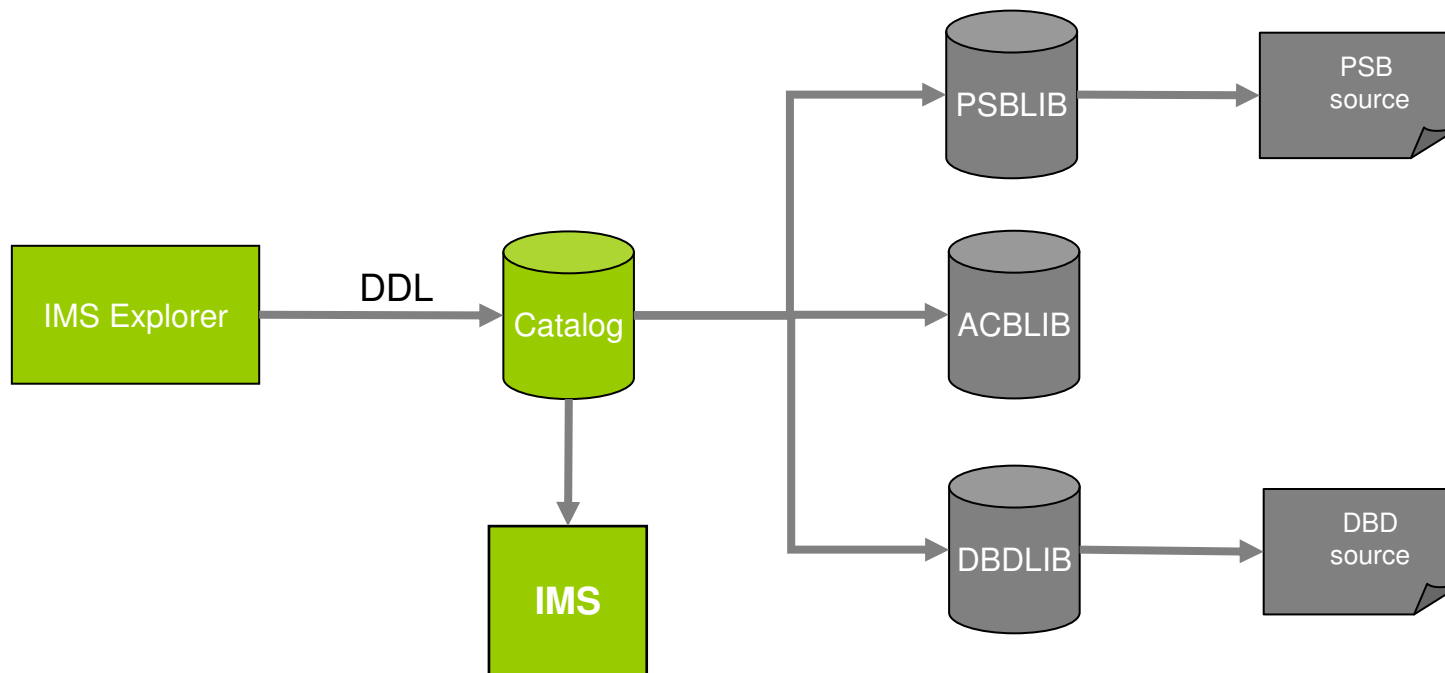 PSBLIB
PSB
source
IMS Explorer
DDL
Catalog
ACBLIB
IMS
DBDLIB
DBD
source